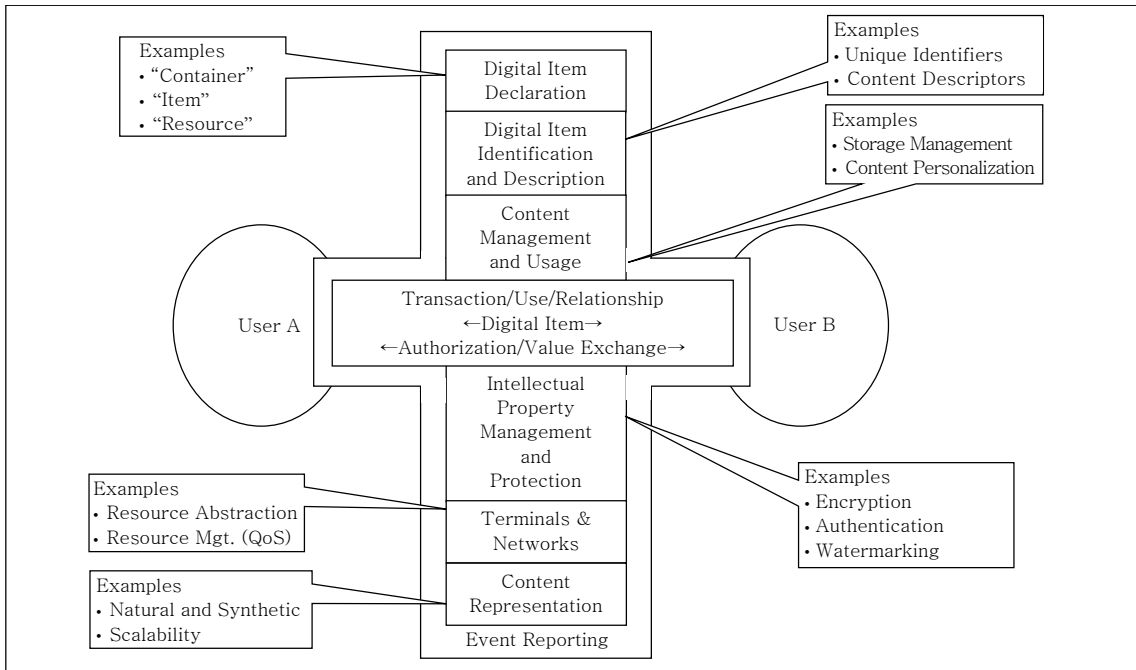 Examples
• “Container”
• “Item”
• “Resource”
Digital Item
Declaration
Examples
• Unique Identifiers
• Content Descriptors
Digital Item
Identification
and Description
Examples
• Storage Management
• Content Personalization
Content
Management
and Usage
User A
Transaction/Use/Relationship
←Digital Item→
←Authorization/Value Exchange→
User B
Intellectual
Property
Management
and
Protection
Examples
• Encryption
• Authentication
• Watermarking
Examples
• Resource Abstraction
• Resource Mgt. (QoS)
Terminals &
Networks
Examples
• Natural and Synthetic
• Scalability
Content
Representation
Event Reporting